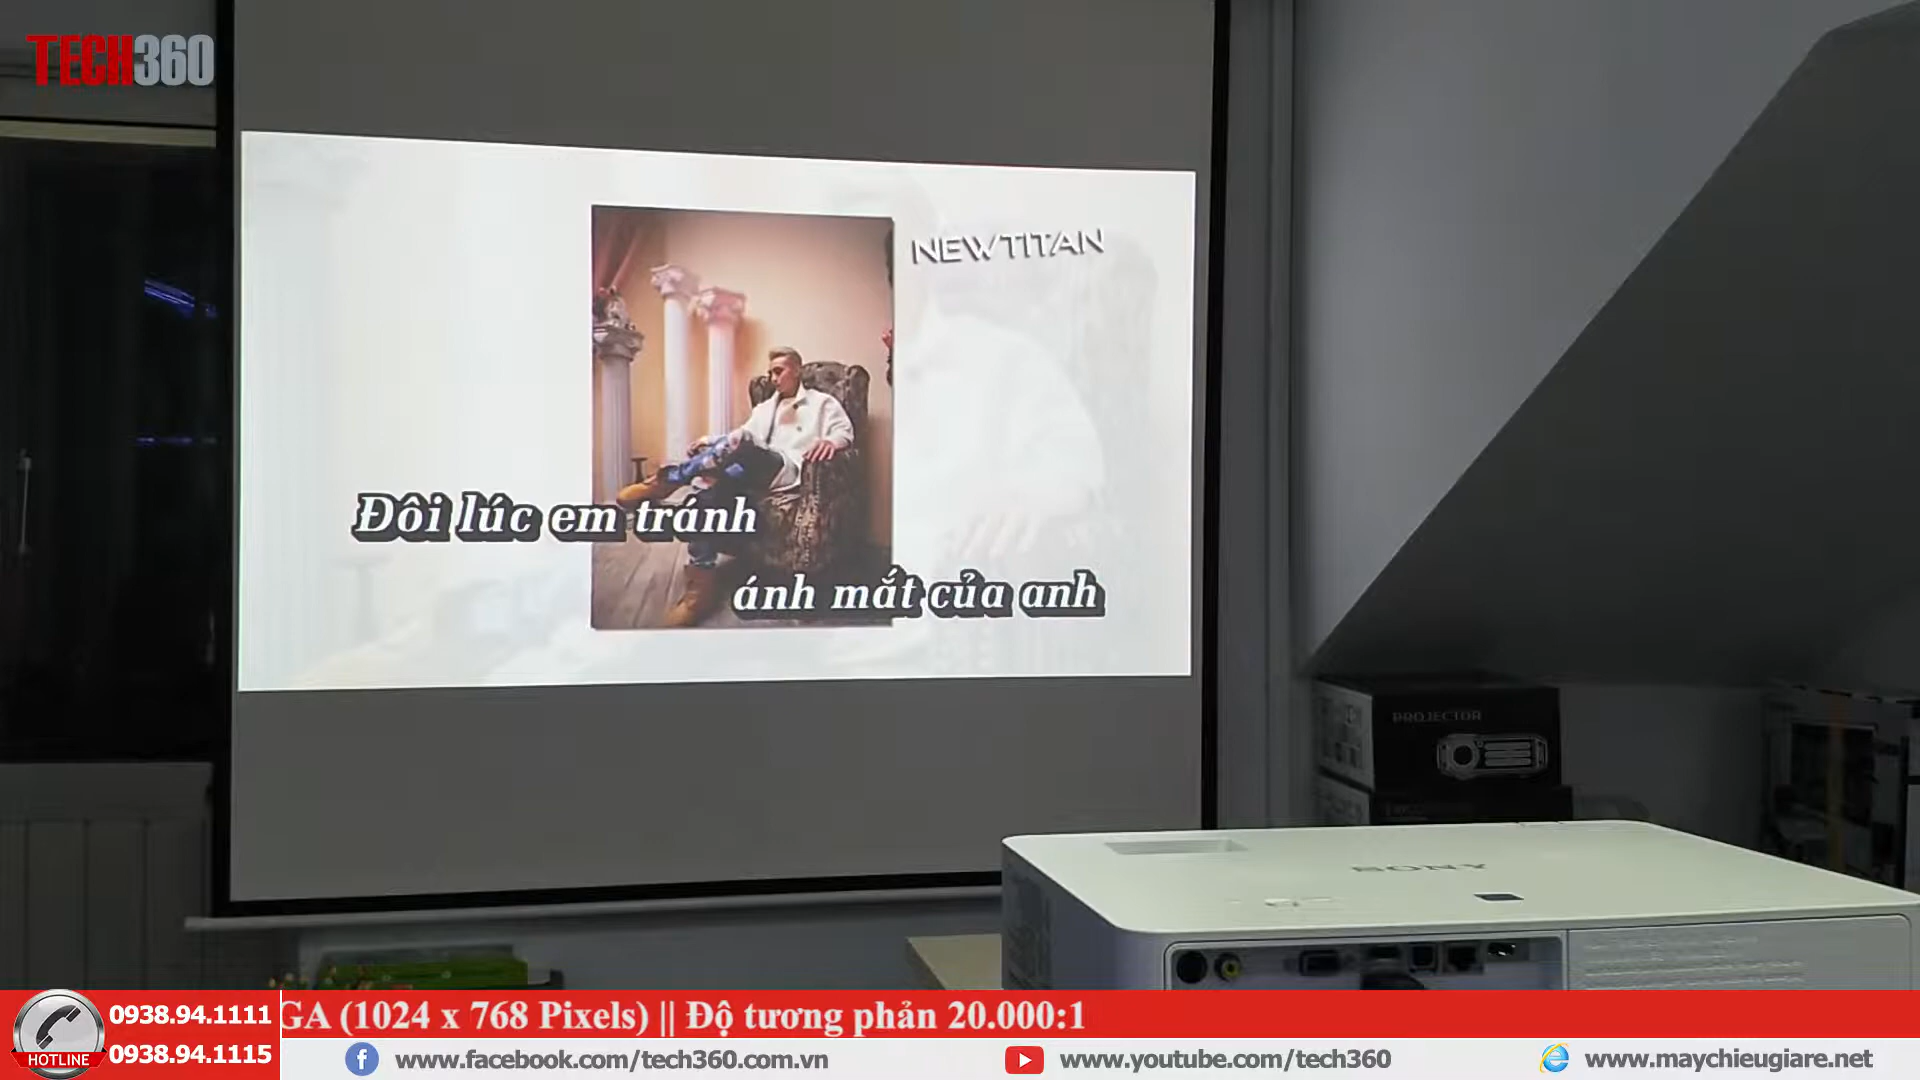 TECH360
NEWTITAN
Đôi lúc em tránh
ánh mắt của anh
PROJECTOR
SONY
HOTLINE
0938.94.1111
0938.94.1115
GA (1024 x 768 Pixels) || Độ tương phản 20.000:1
www.facebook.com/tech360.com.vn
www.youtube.com/tech360
www.maychieugiare.net